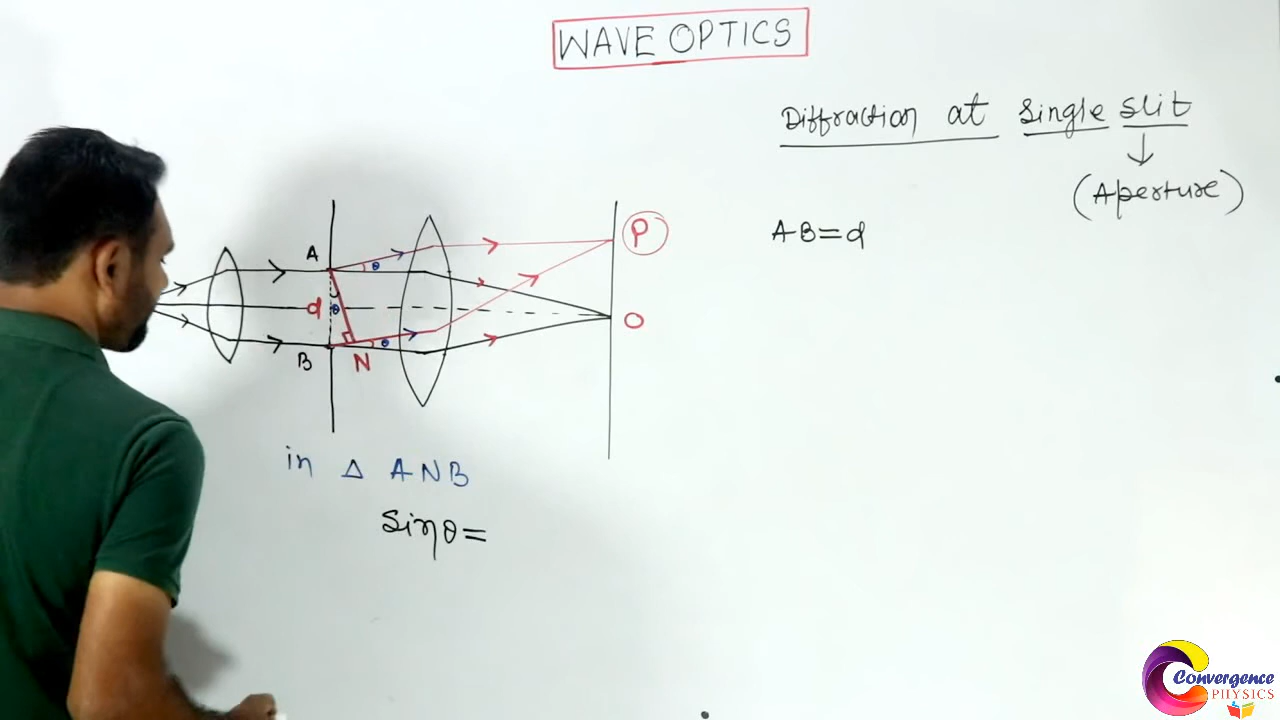 WAVE OPTICS
Diffraction at single slit
↓
(Aperture)
AB=d
A
θ
P
d
θ
O
B
N
θ
in Δ ANB
Sinθ=
Convergence
PHYSICS